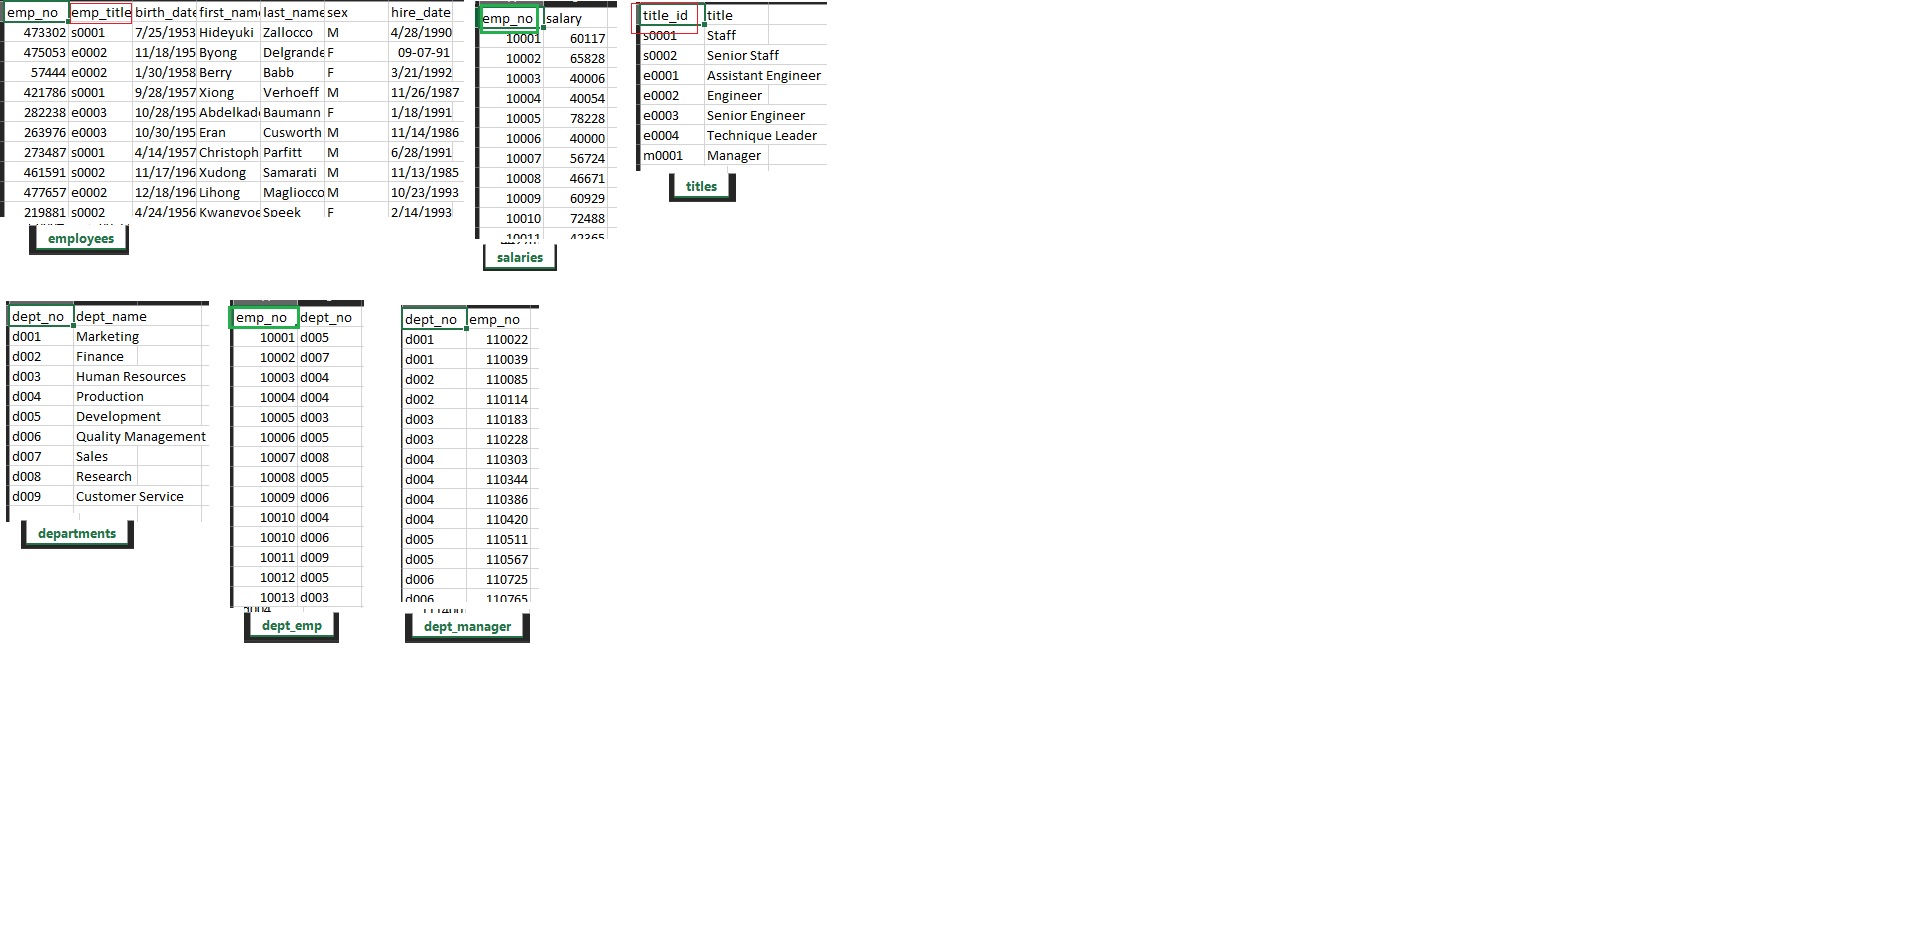 emp_no emp_title birth_date first_name last_name sex hire_date
473302 s0001 7/25/1953 Hideyuki Zallocco M 4/28/1990
475053 e0002 11/18/195 Byong Delgrande F 09-07-91
57444 e0002 1/30/1958 Berry Babb F 3/21/1992
421786 s0001 9/28/1957 Xiong Verhoeff M 11/26/1987
282238 e0003 10/28/195 Abdelkad Baumann F 1/18/1991
263976 e0003 10/30/195 Eran Cusworth M 11/14/1986
273487 s0001 4/14/1957 Christoph Parfitt M 6/28/1991
461591 s0002 11/17/196 Xudong Samarati M 11/13/1985
477657 e0002 12/18/196 Lihong Magliocco M 10/23/1993
219881 s0002 4/24/1956 Kwangyoe Speek F 2/14/1993
employees
emp_no salary
10001 60117
10002 65828
10003 40006
10004 40054
10005 78228
10006 40000
10007 56724
10008 46671
10009 60929
10010 72488
10011 42365
salaries
title_id title
s0001 Staff
s0002 Senior Staff
e0001 Assistant Engineer
e0002 Engineer
e0003 Senior Engineer
e0004 Technique Leader
m0001 Manager
titles
dept_no dept_name
d001 Marketing
d002 Finance
d003 Human Resources
d004 Production
d005 Development
d006 Quality Management
d007 Sales
d008 Research
d009 Customer Service
departments
emp_no dept_no
10001 d005
10002 d007
10003 d004
10004 d004
10005 d003
10006 d005
10007 d008
10008 d005
10009 d006
10010 d004
10010 d006
10011 d009
10012 d005
10013 d003
dept_emp
dept_no emp_no
d001 110022
d001 110039
d002 110085
d002 110114
d003 110183
d003 110228
d004 110303
d004 110344
d004 110386
d004 110420
d005 110511
d005 110567
d006 110725
d006 110765
dept_manager